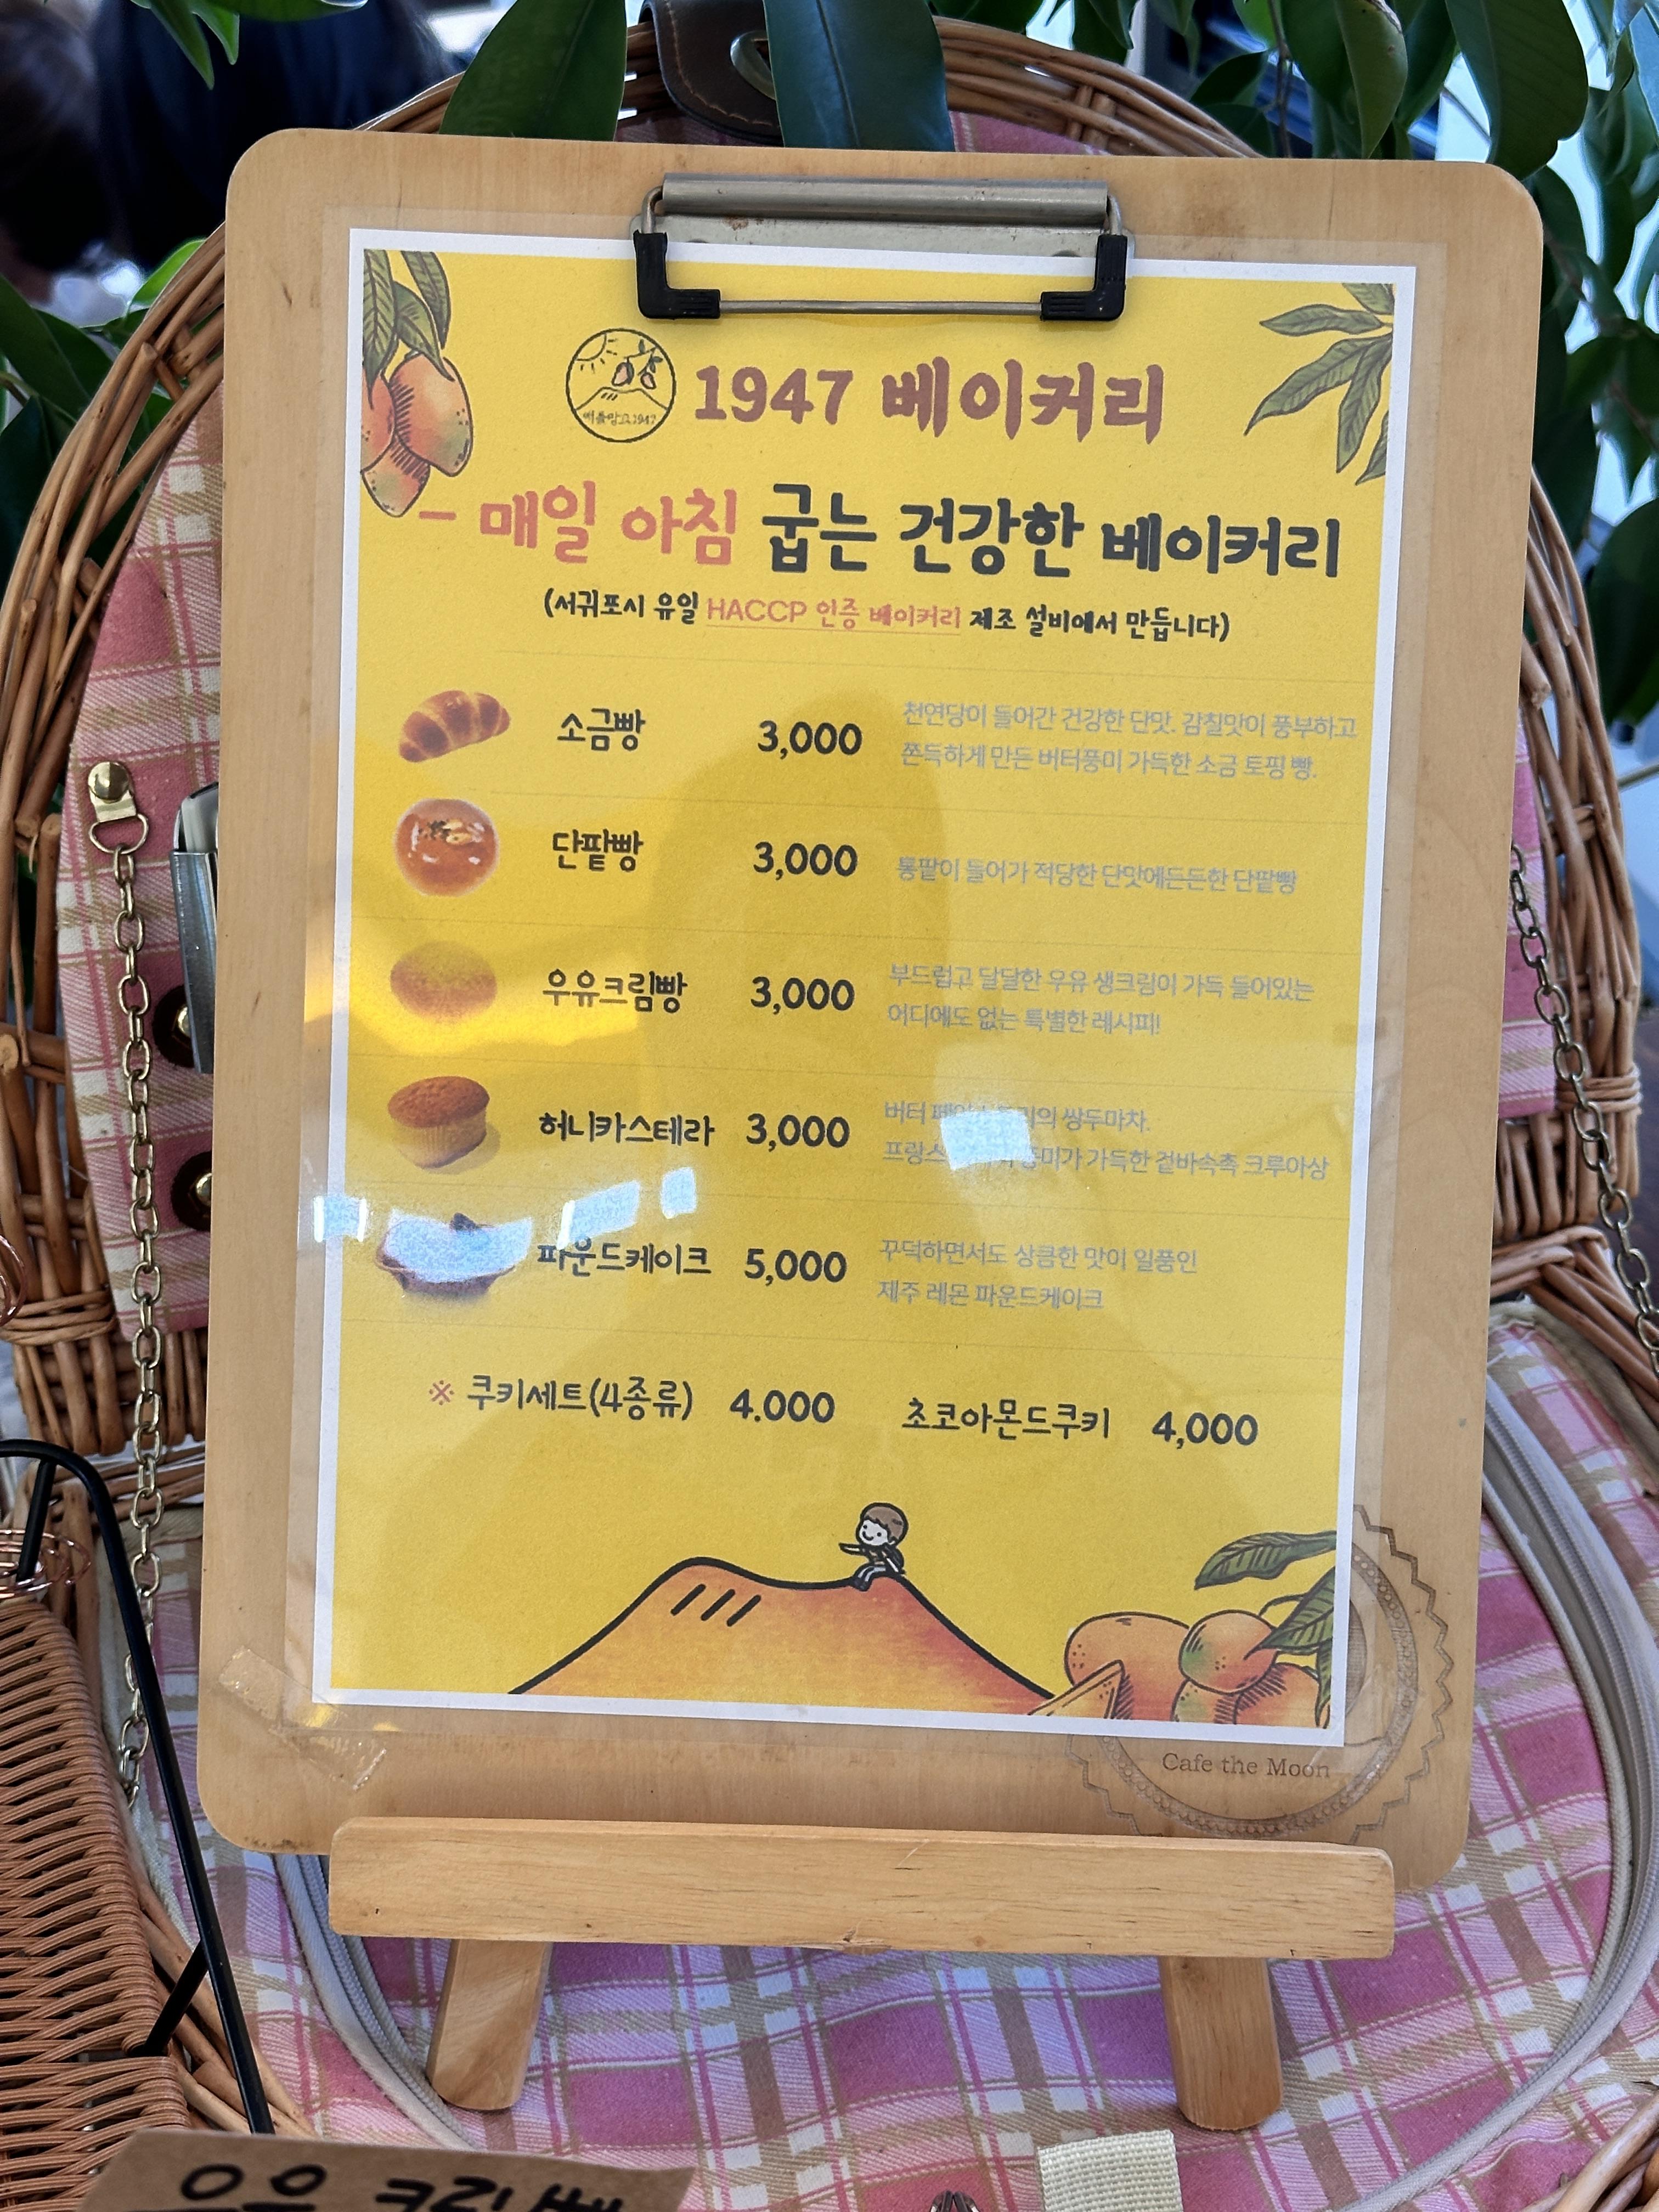 1947 베이커리
- 매일 아침 굽는 건강한 베이커리
(서귀포시 유일 HACCP 인증 베이커리 제조 설비에서 만듭니다)
소금빵 3,000
천연당이 들어간 건강한 단맛. 감칠맛이 풍부하고
쫀득하게 만든 버터풍미 가득한 소금 토핑 빵.
단팥빵 3,000
통팥이 들어가 적당한 단맛에든든한 단팥빵
우유크림빵 3,000
부드럽고 달달한 우유 생크림이 가득 들어있는
어디에도 없는 특별한 레시피!
허니카스테라 3,000
버터 쌍두마차.
가득한 겉바속촉 크루아상
파운드케이크 5,000
꾸덕하면서도 상큼한 맛이 일품인
제주 레몬 파운드케이크
※ 쿠키세트(4종류) 4.000 초코아몬드쿠키 4,000
Cafe the Moon